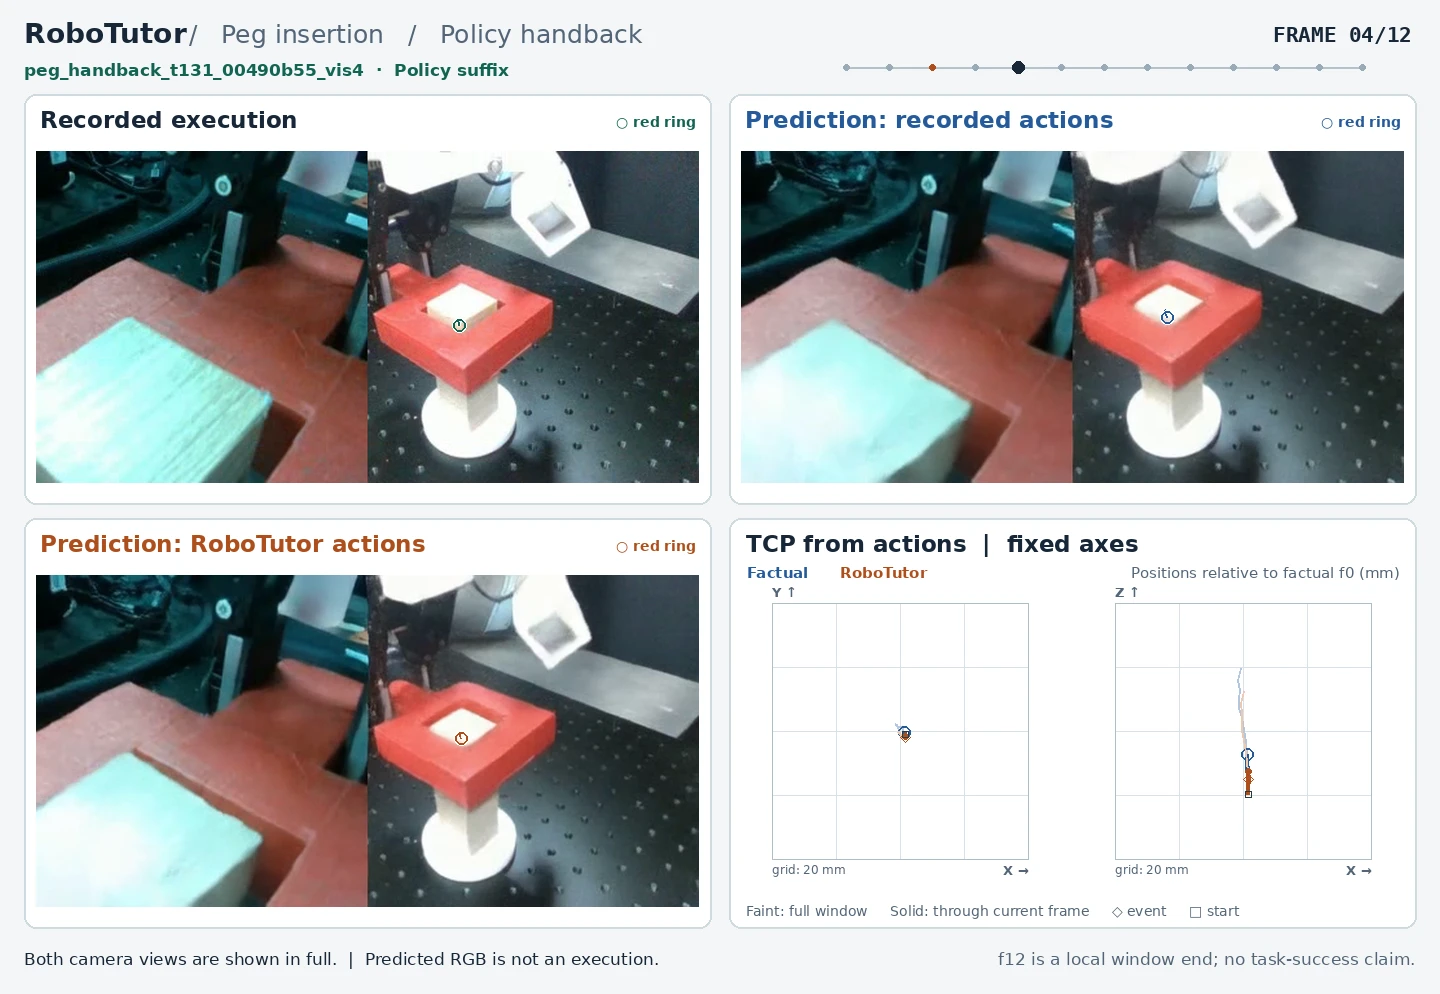 RoboTutor / Peg insertion / Policy handback
FRAME 04/12
peg_handback_t131_00490b55_vis4 · Policy suffix
Recorded execution
○ red ring
Prediction: recorded actions
○ red ring
Prediction: RoboTutor actions
○ red ring
TCP from actions | fixed axes
Factual RoboTutor Positions relative to factual f0 (mm)
Y ↑
Z ↑
grid: 20 mm X →
grid: 20 mm X →
Faint: full window Solid: through current frame ◇ event □ start
Both camera views are shown in full. | Predicted RGB is not an execution.
f12 is a local window end; no task-success claim.